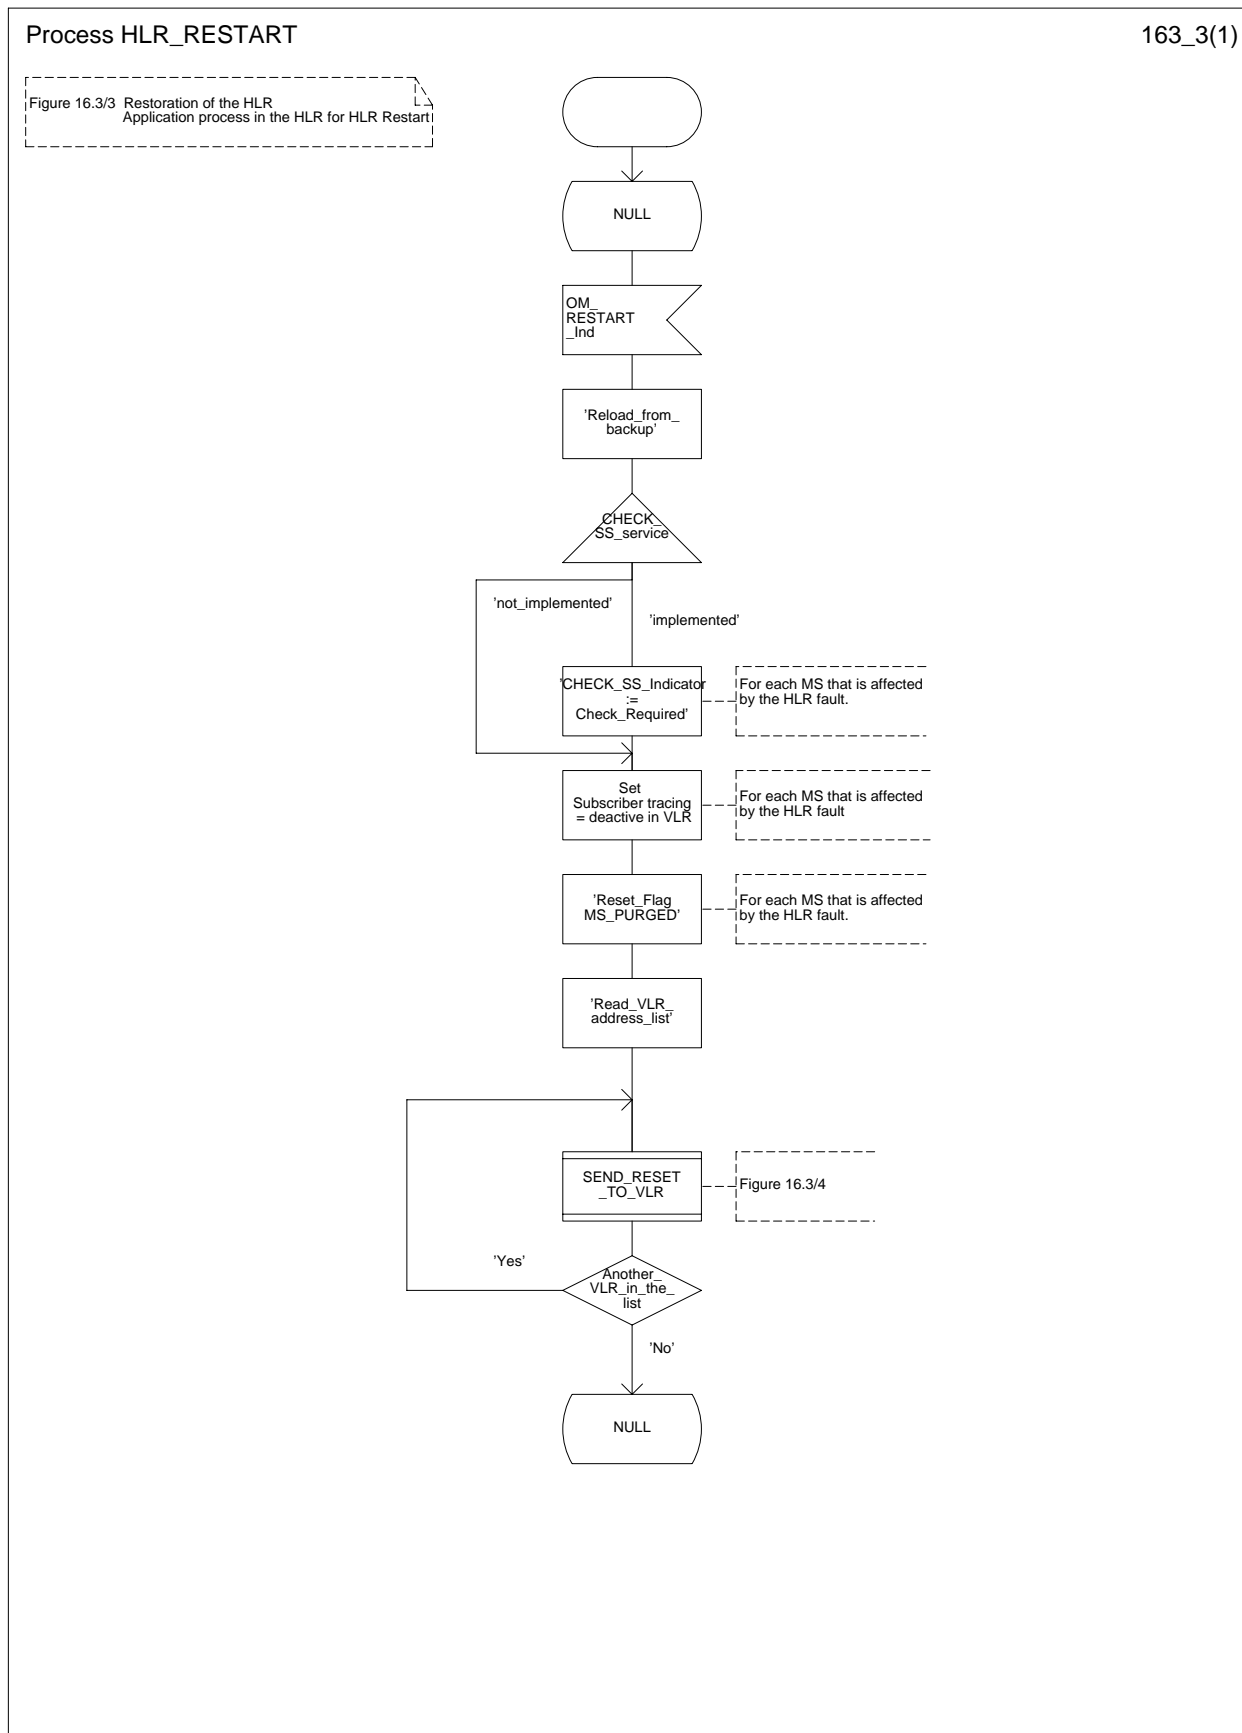 Process HLR_RESTART
163_3(1)
Figure 16.3/3 Restoration of the HLR
Application process in the HLR for HLR Restart
NULL
OM_
RESTART
_Ind
'Reload_from_
backup'
CHECK_
SS_service
'not_implemented'
'implemented'
'CHECK_SS_Indicator
:=
Check_Required'
For each MS that is affected
by the HLR fault.
Set
Subscriber tracing
= deactive in VLR
For each MS that is affected
by the HLR fault
'Reset_Flag
MS_PURGED'
For each MS that is affected
by the HLR fault.
'Read_VLR_
address_list'
SEND_RESET
_TO_VLR
Figure 16.3/4
'Yes'
Another_
VLR_in_the_
list
'No'
NULL